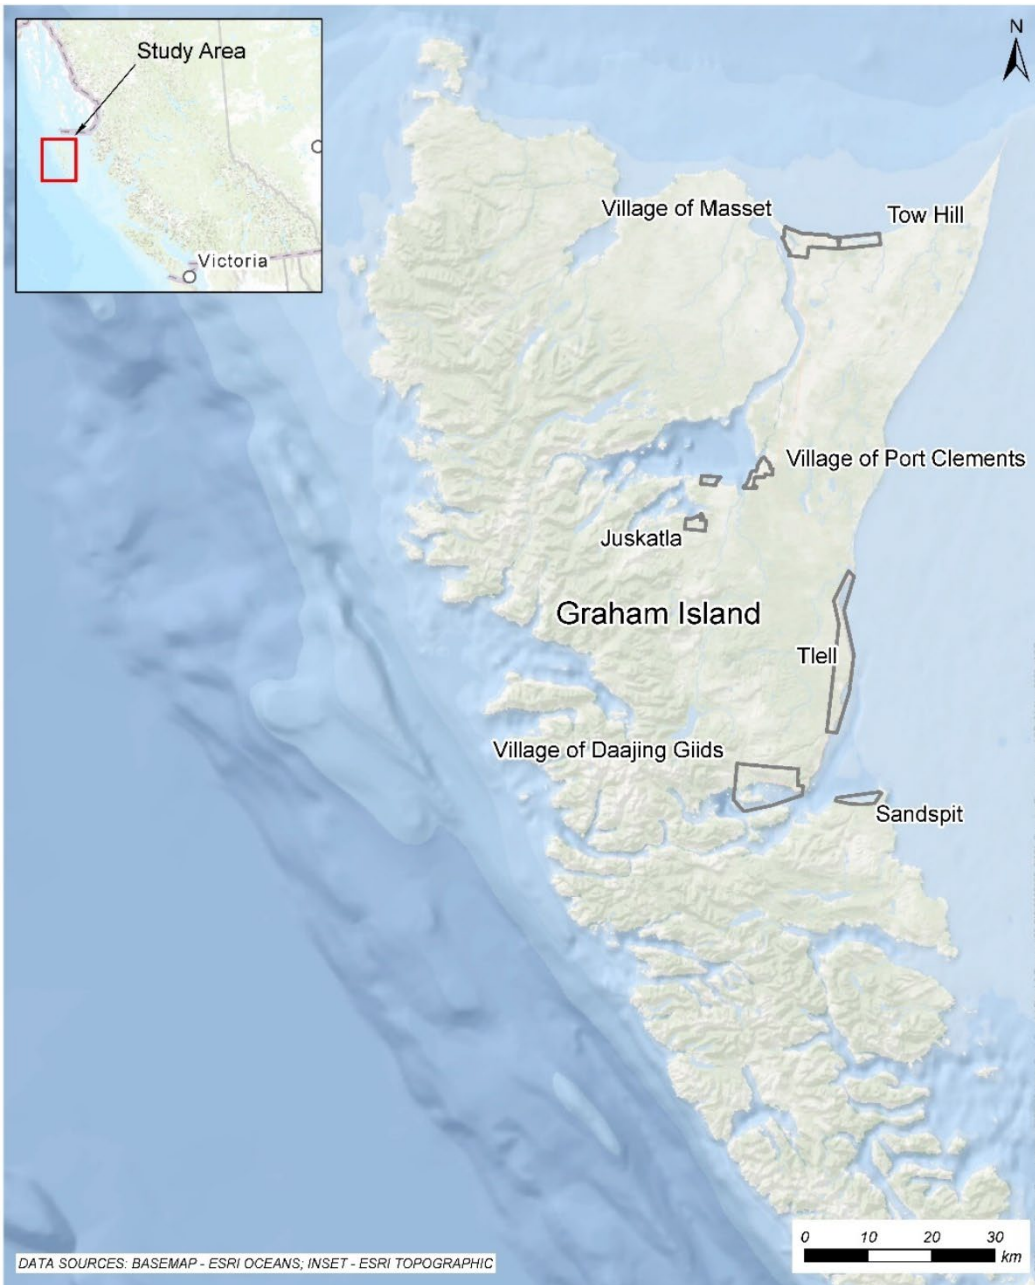 Study Area
Victoria
N
Village of Masset
Tow Hill
Village of Port Clements
Juskatla
Graham Island
Tlell
Village of Daajing Giids
Sandspit
0 10 20 30
km
DATA SOURCES: BASEMAP - ESRI OCEANS; INSET - ESRI TOPOGRAPHIC